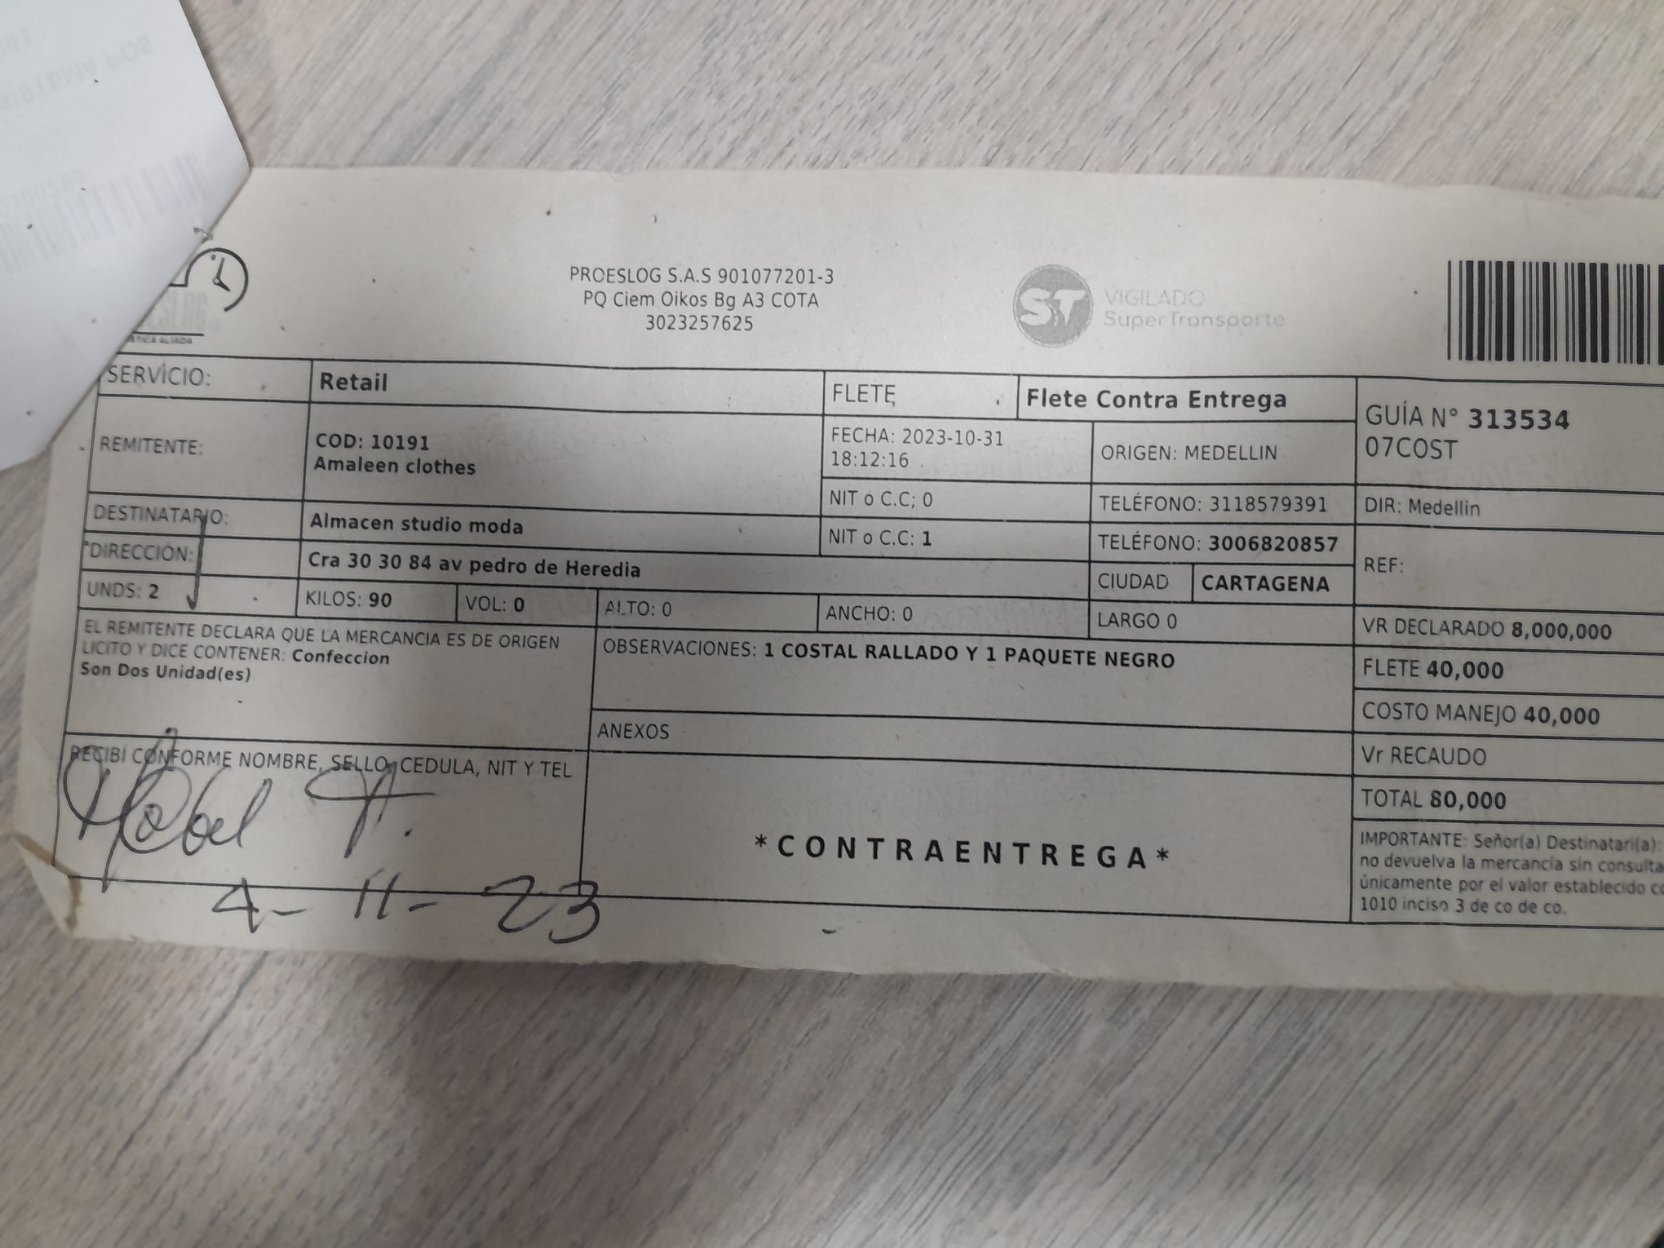 PROESLOG S.A.S 901077201-3
PQ Ciem Oikos Bg A3 COTA
3023257625
ST VIGILADO
SuperTransporte
SERVICIO: Retail
FLETE Flete Contra Entrega
GUÍA N° 313534
07COST
REMITENTE: COD: 10191
Amaleen clothes
FECHA: 2023-10-31
18:12:16
ORIGEN: MEDELLIN
NIT o C.C; 0
TELÉFONO: 3118579391
DIR: Medellin
DESTINATARIO: Almacen studio moda
NIT o C.C: 1
TELÉFONO: 3006820857
REF:
DIRECCIÓN: Cra 30 30 84 av pedro de Heredia
CIUDAD CARTAGENA
UNDS: 2 KILOS: 90 VOL: 0 ALTO: 0 ANCHO: 0 LARGO 0
VR DECLARADO 8,000,000
EL REMITENTE DECLARA QUE LA MERCANCIA ES DE ORIGEN
LICITO Y DICE CONTENER: Confeccion
Son Dos Unidad(es)
OBSERVACIONES: 1 COSTAL RALLADO Y 1 PAQUETE NEGRO
FLETE 40,000
COSTO MANEJO 40,000
ANEXOS
Vr RECAUDO
RECIBÍ CONFORME NOMBRE, SELLO, CEDULA, NIT Y TEL
TOTAL 80,000
*CONTRAENTREGA*
IMPORTANTE: Señor(a) Destinatari(a):
no devuelva la mercancía sin consulta
únicamente por el valor establecido
1010 inciso 3 de co de co.
4-11-23